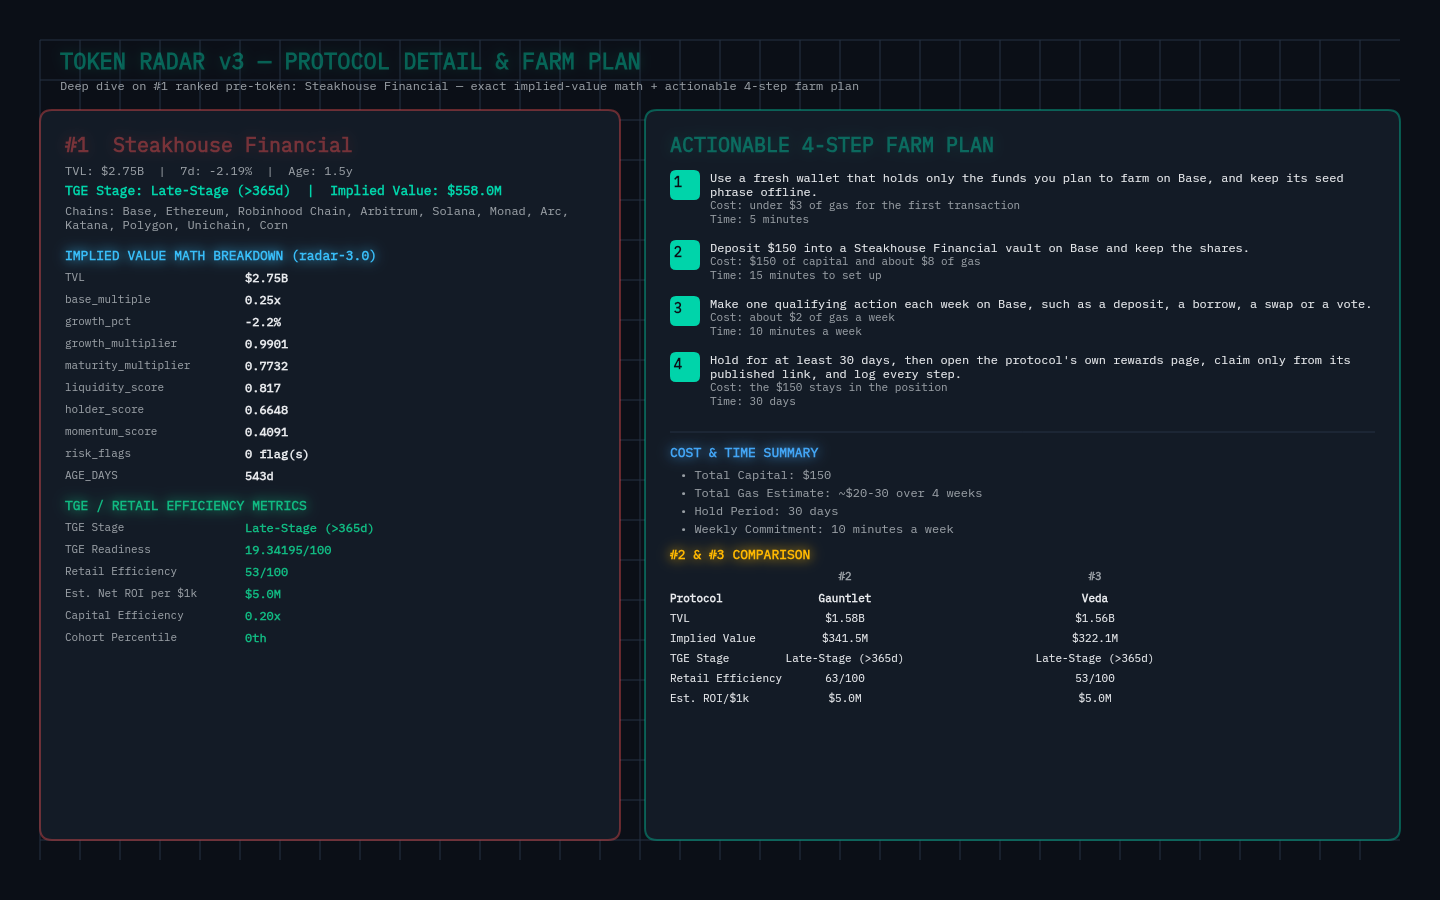 TOKEN RADAR v3 — PROTOCOL DETAIL & FARM PLAN
Deep dive on #1 ranked pre-token: Steakhouse Financial — exact implied-value math + actionable 4-step farm plan
#1 Steakhouse Financial
TVL: $2.75B | 7d: -2.19% | Age: 1.5y
TGE Stage: Late-Stage (>365d) | Implied Value: $558.0M
Chains: Base, Ethereum, Robinhood Chain, Arbitrum, Solana, Monad, Arc,
Katana, Polygon, Unichain, Corn
IMPLIED VALUE MATH BREAKDOWN (radar-3.0)
TVL $2.75B
base_multiple 0.25x
growth_pct -2.2%
growth_multiplier 0.9901
maturity_multiplier 0.7732
liquidity_score 0.817
holder_score 0.6648
momentum_score 0.4091
risk_flags 0 flag(s)
AGE_DAYS 543d
TGE / RETAIL EFFICIENCY METRICS
TGE Stage Late-Stage (>365d)
TGE Readiness 19.34195/100
Retail Efficiency 53/100
Est. Net ROI per $1k $5.0M
Capital Efficiency 0.20x
Cohort Percentile 0th
ACTIONABLE 4-STEP FARM PLAN
1 Use a fresh wallet that holds only the funds you plan to farm on Base, and keep its seed
phrase offline.
Cost: under $3 of gas for the first transaction
Time: 5 minutes
2 Deposit $150 into a Steakhouse Financial vault on Base and keep the shares.
Cost: $150 of capital and about $8 of gas
Time: 15 minutes to set up
3 Make one qualifying action each week on Base, such as a deposit, a borrow, a swap or a vote.
Cost: about $2 of gas a week
Time: 10 minutes a week
4 Hold for at least 30 days, then open the protocol's own rewards page, claim only from its
published link, and log every step.
Cost: the $150 stays in the position
Time: 30 days
COST & TIME SUMMARY
• Total Capital: $150
• Total Gas Estimate: ~$20-30 over 4 weeks
• Hold Period: 30 days
• Weekly Commitment: 10 minutes a week
#2 & #3 COMPARISON
#2 #3
Protocol Gauntlet Veda
TVL $1.58B $1.56B
Implied Value $341.5M $322.1M
TGE Stage Late-Stage (>365d) Late-Stage (>365d)
Retail Efficiency 63/100 53/100
Est. ROI/$1k $5.0M $5.0M